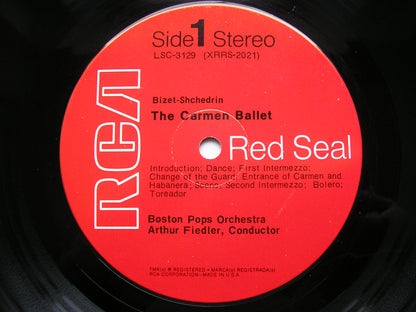 Side 1 Stereo
LSC-3129 (XRRS-2021)
Bizet-Shchedrin
The Carmen Ballet
RCA
Red Seal
Introduction; Dance; First Intermezzo;
Change of the Guard, Entrance of Carmen and
Habanera; Scene; Second Intermezzo; Bolero;
Toreador
Boston Pops Orchestra
Arthur Fiedler, Conductor
TMK(s) ® REGISTERED • MARCA(s) REGISTRADA(s)
RCA CORPORATION—MADE IN U.S.A.